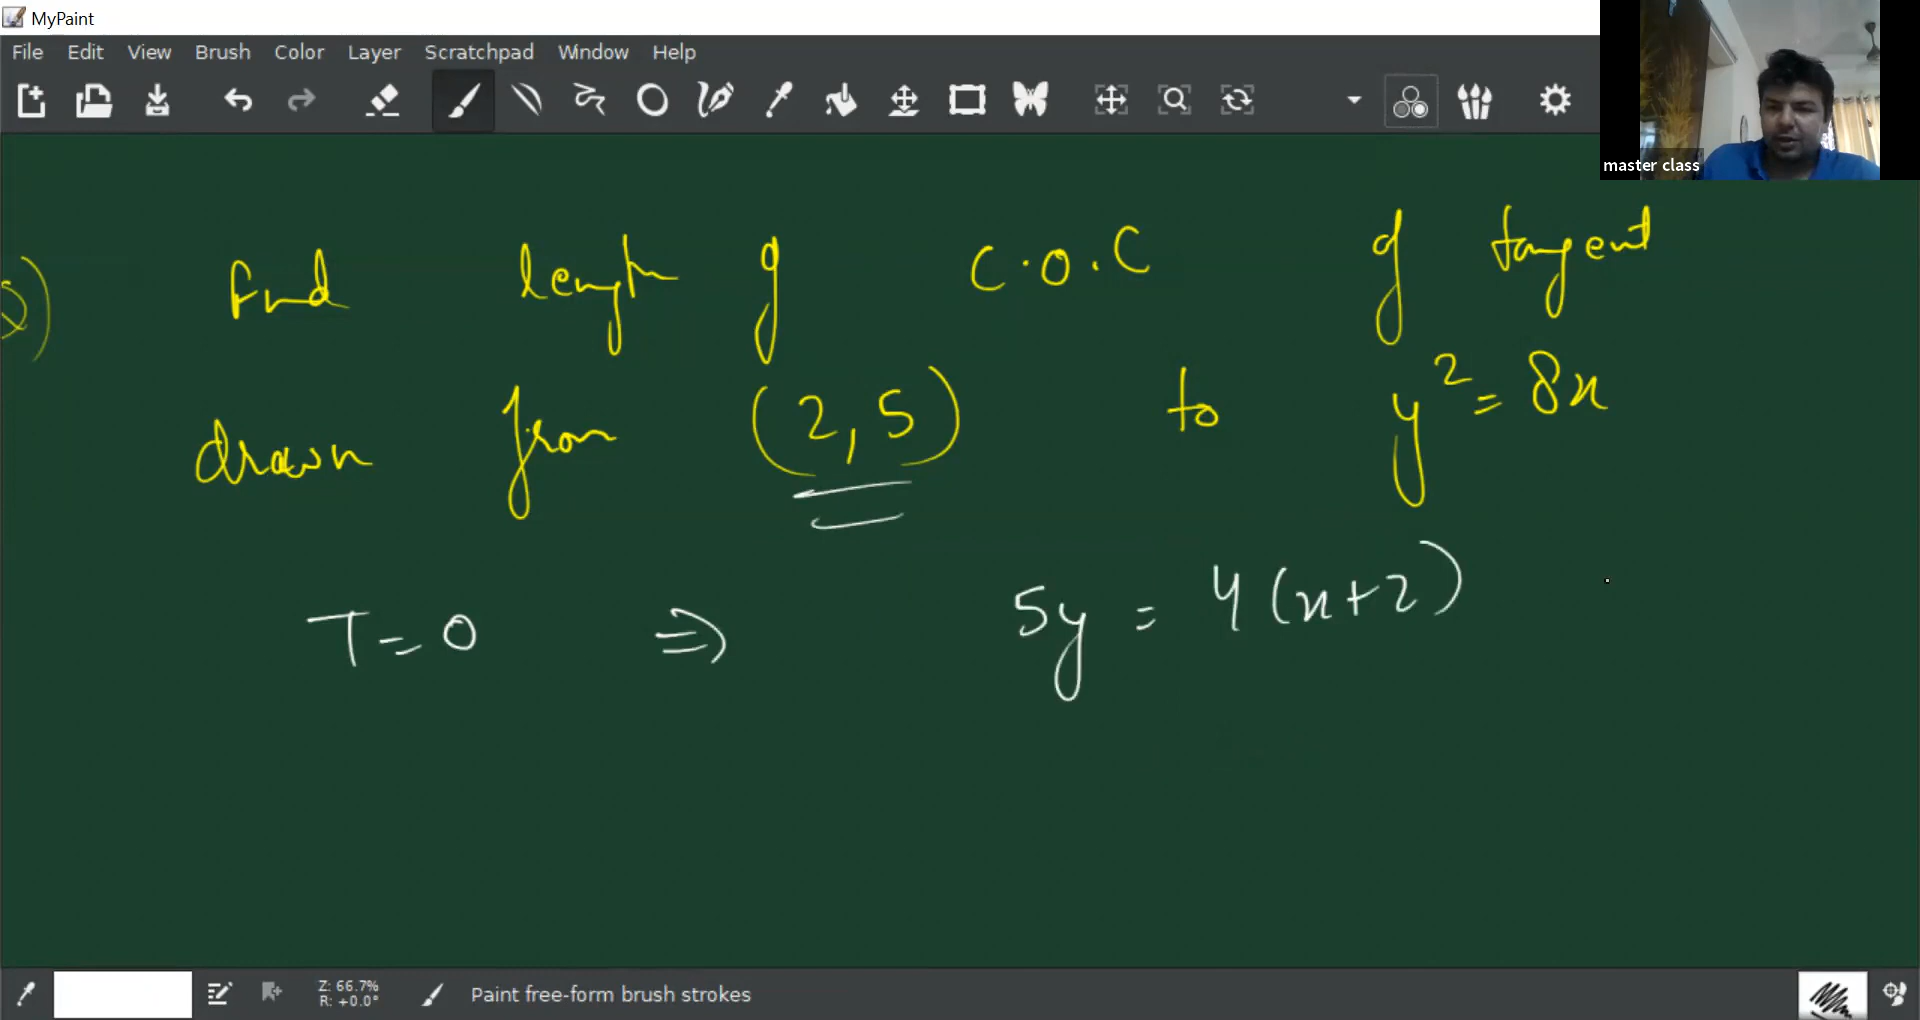 MyPaint
File Edit View Brush Color Layer Scratchpad Window Help
master class
Find length of C.O.C of tangent
drawn from (2, 5) to y² = 8x
T = 0 ⇒ 5y = 4(x+2)
Z: 66.7%
R: +0.0°
Paint free-form brush strokes